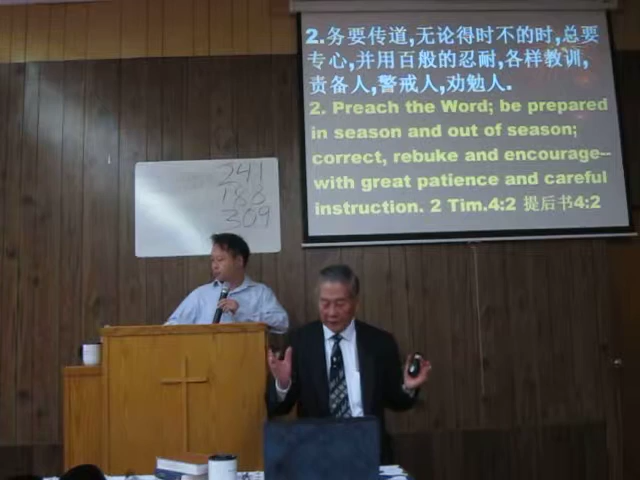 2.务要传道,无论得时不的时,总要
专心,并用百般的忍耐,各样教训,
责备人,警戒人,劝勉人.
2. Preach the Word; be prepared
in season and out of season;
correct, rebuke and encourage--
with great patience and careful
instruction. 2 Tim.4:2 提后书4:2
241
188
309